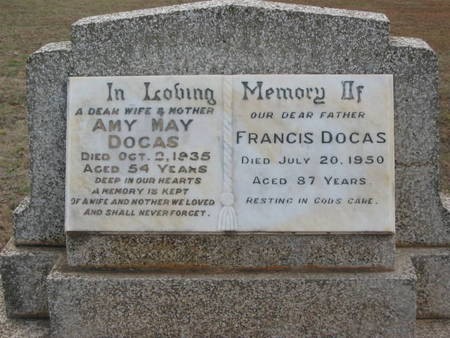 In Loving Memory Of
A DEAR WIFE & MOTHER
AMY MAY
DOCAS
DIED OCT. 2, 1935
AGED 54 YEARS
DEEP IN OUR HEARTS
A MEMORY IS KEPT
OF A WIFE AND MOTHER WE LOVED
AND SHALL NEVER FORGET.
OUR DEAR FATHER
FRANCIS DOCAS
DIED JULY 20, 1950
AGED 87 YEARS
RESTING IN GODS CARE.